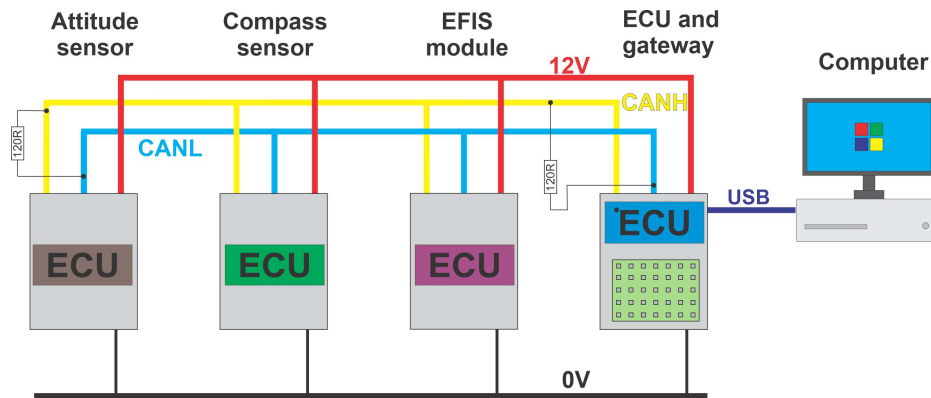 Attitude
sensor
Compass
sensor
EFIS
module
ECU and
gateway
Computer
12V
CANH
120R
CANL
120R
USB
ECU
ECU
ECU
ECU
0V